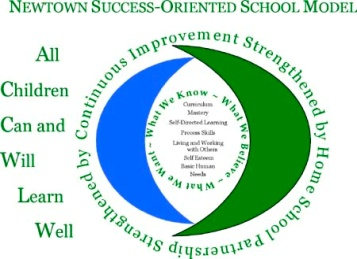 NEWTOWN SUCCESS-ORIENTED SCHOOL MODEL
All
Children
Can and
Will
Learn
Well
Strengthened by Continuous Improvement Strengthened by Home School Partnership
What We Want ~ What We Know ~ What We Believe ~
Curriculum
Mastery
Self-Directed Learning
Process Skills
Living and Working
with Others
Self Esteem
Basic Human
Needs